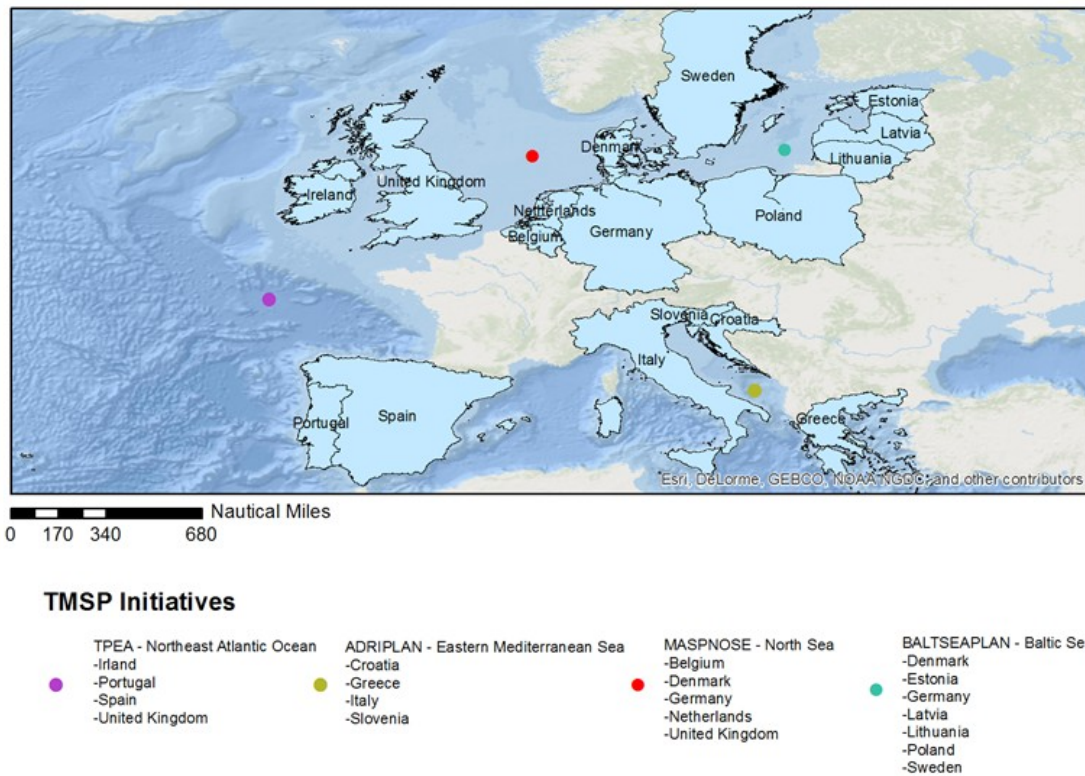 Sweden
Estonia
Latvia
Lithuania
Denmark
United Kingdom
Ireland
Netherlands
Belgium
Germany
Poland
Slovenia
Croatia
Italy
Portugal
Spain
Greece
Esri, DeLorme, GEBCO, NOAA NGDC, and other contributors
Nautical Miles
0 170 340 680
TMSP Initiatives
TPEA - Northeast Atlantic Ocean
-Irland
-Portugal
-Spain
-United Kingdom
ADRIPLAN - Eastern Mediterranean Sea
-Croatia
-Greece
-Italy
-Slovenia
MASPNOSE - North Sea
-Belgium
-Denmark
-Germany
-Netherlands
-United Kingdom
BALTSEAPLAN - Baltic Se
-Denmark
-Estonia
-Germany
-Latvia
-Lithuania
-Poland
-Sweden